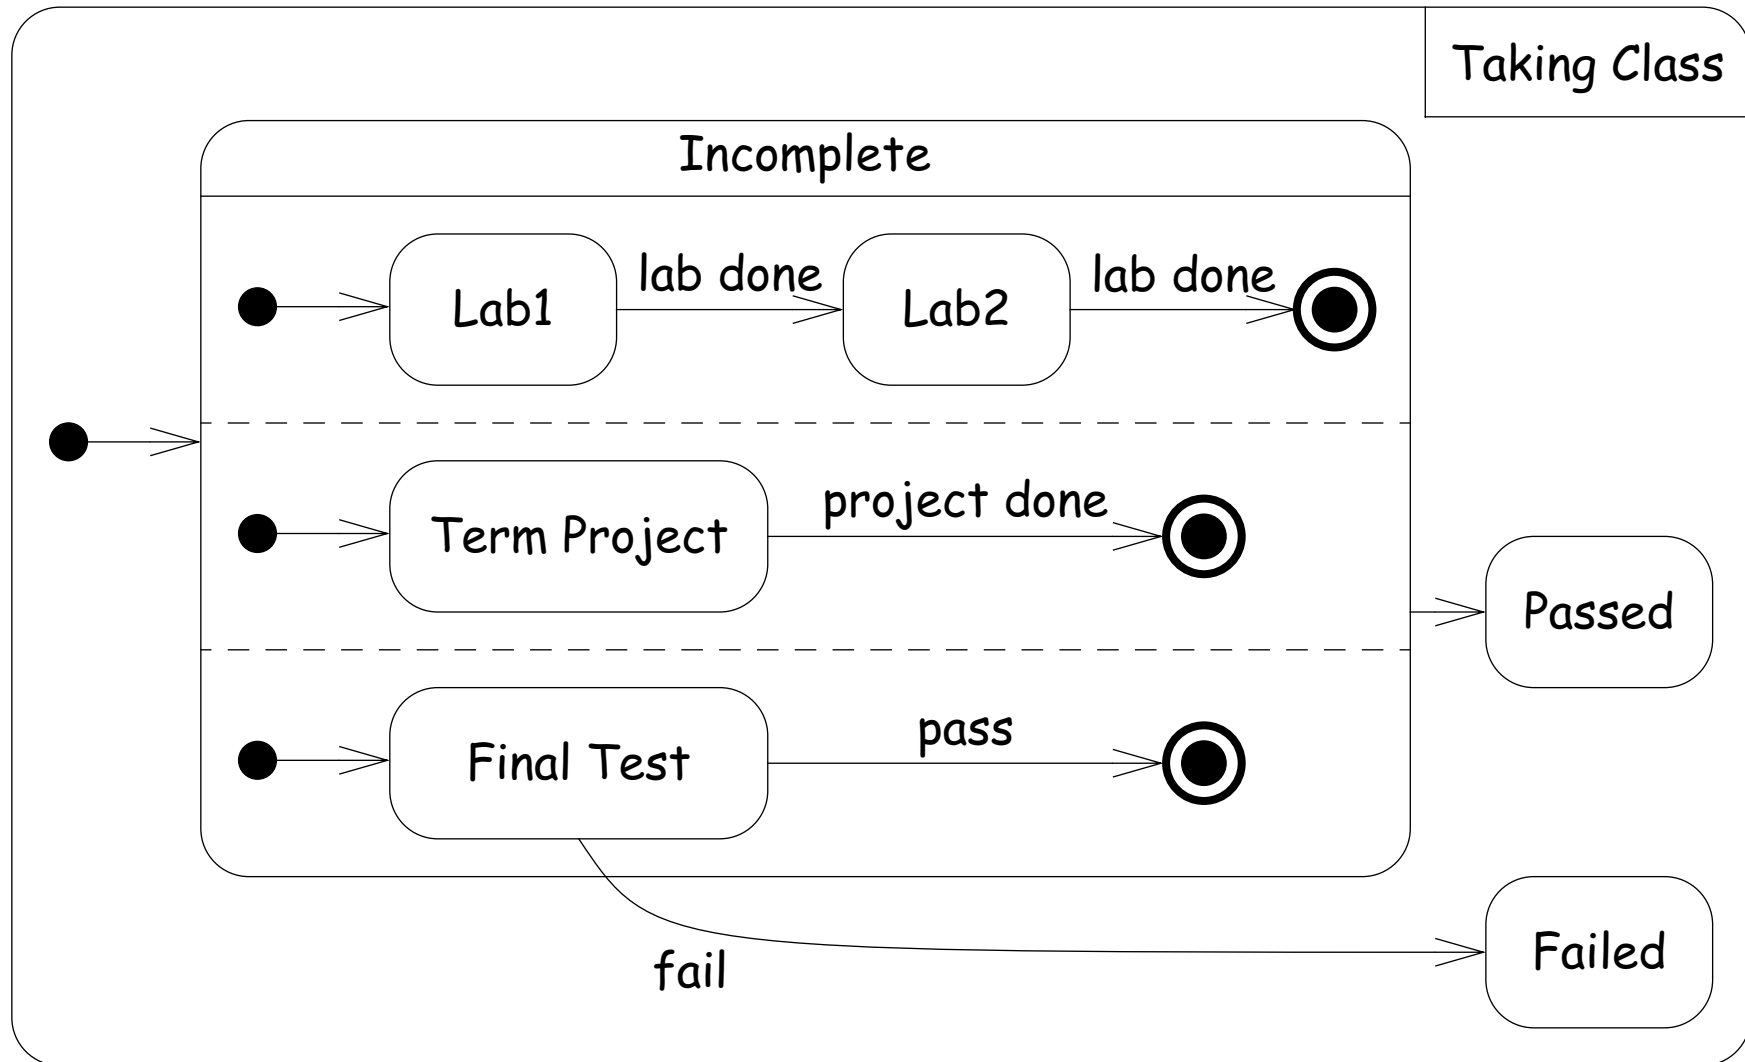 Taking Class
Incomplete
lab done
lab done
Lab1
Lab2
project done
Term Project
Passed
pass
Final Test
Failed
fail